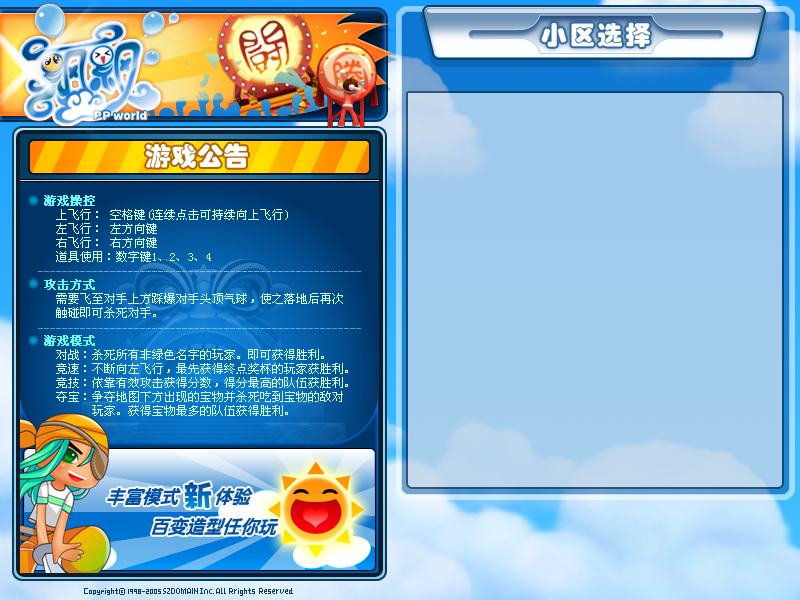 PP world
闘
勝
小区选择
游戏公告
游戏操控
上飞行： 空格键(连续点击可持续向上飞行)
左飞行： 左方向键
右飞行： 右方向键
道具使用：数字键1、2、3、4
攻击方式
需要飞至对手上方踩爆对手头顶气球，使之落地后再次
触碰即可杀死对手。
游戏模式
对战：杀死所有非绿色名字的玩家。即可获得胜利。
竞速：不断向左飞行，最先获得终点奖杯的玩家获胜利。
竞技：依靠有效攻击获得分数，得分最高的队伍获胜利。
夺宝：争夺地图下方出现的宝物并杀死吃到宝物的敌对
玩家。获得宝物最多的队伍获得胜利。
丰富模式 新 体验
百变造型任你玩
Copyright© 1998-2005 SZDOMAIN Inc. All Rrights Reserved